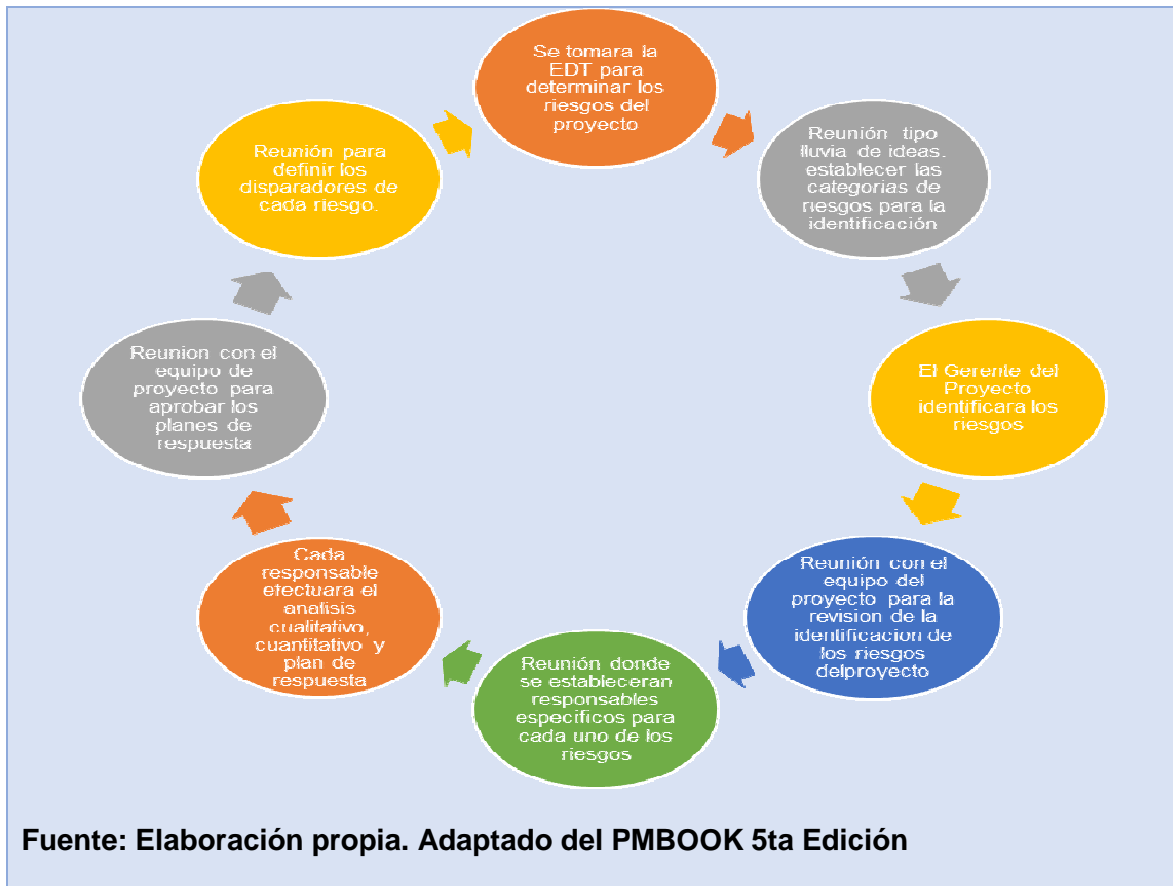 Se tomara la
EDT para
determinar los
riesgos del
proyecto
Reunión tipo
lluvia de ideas.
establecer las
categorias de
riesgos para la
identificación
El Gerente del
Proyecto
identificara los
riesgos
Reunión con el
equipo del
proyecto para la
revision de la
identificacion de
los riesgos
delproyecto
Reunión donde
se estableceran
responsables
especificos para
cada uno de los
riesgos
Cada
responsable
efectuara el
analisis
cualitativo,
cuantitativo y
plan de
respuesta
Reunion con el
equipo de
proyecto para
aprobar los
planes de
respuesta
Reunión para
definir los
disparadores de
cada riesgo.
Fuente: Elaboración propia. Adaptado del PMBOOK 5ta Edición